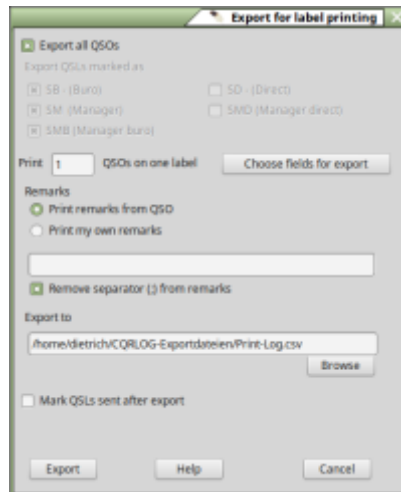 Export for label printing
Export all QSOs
Export QSLs marked as
SB - (Buro)
SD - (Direct)
SM - (Manager)
SMD (Manager direct)
SMB (Manager buro)
Print 1 QSOs on one label Choose fields for export
Remarks
Print remarks from QSO
Print my own remarks
Remove separator (;) from remarks
Export to
/home/dietrich/CQRLOG-Exportdateien/Print-Log.csv
Browse
Mark QSLs sent after export
Export Help Cancel